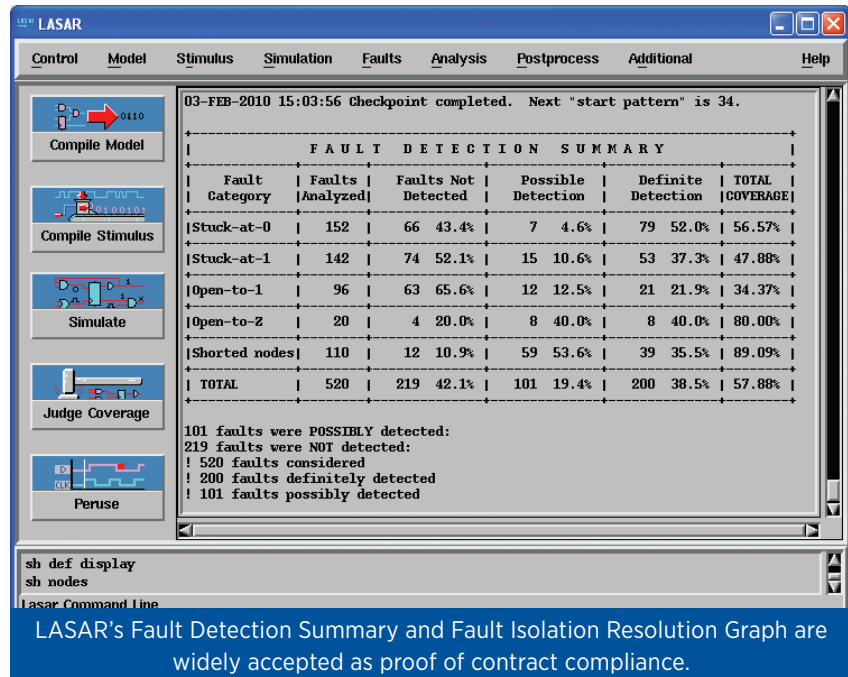 LASAR
Control Model Stimulus Simulation Faults Analysis Postprocess Additional Help
0110
Compile Model
0100101
Compile Stimulus
Simulate
Judge Coverage
D
CLK
Peruse
03-FEB-2010 15:03:56 Checkpoint completed. Next "start pattern" is 34.
FAULT DETECTION SUMMARY
| Fault | Faults | Faults Not | Possible | Definite | TOTAL |
| Category |Analyzed| Detected | Detection | Detection |COVERAGE|
|Stuck-at-0 | 152 | 66 43.4% | 7 4.6% | 79 52.0% | 56.57% |
|Stuck-at-1 | 142 | 74 52.1% | 15 10.6% | 53 37.3% | 47.88% |
|Open-to-1 | 96 | 63 65.6% | 12 12.5% | 21 21.9% | 34.37% |
|Open-to-Z | 20 | 4 20.0% | 8 40.0% | 8 40.0% | 80.00% |
|Shorted nodes| 110 | 12 10.9% | 59 53.6% | 39 35.5% | 89.09% |
| TOTAL | 520 | 219 42.1% | 101 19.4% | 200 38.5% | 57.88% |
101 faults were POSSIBLY detected:
219 faults were NOT detected:
! 520 faults considered
! 200 faults definitely detected
! 101 faults possibly detected
sh def display
sh nodes
Lasar Command Line
LASAR's Fault Detection Summary and Fault Isolation Resolution Graph are
widely accepted as proof of contract compliance.